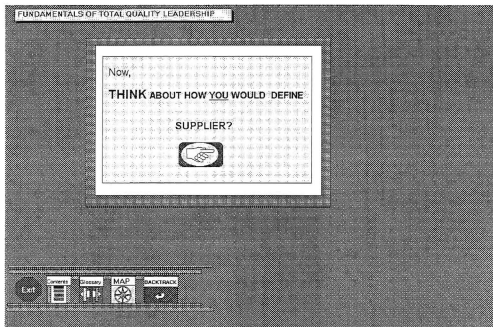 FUNDAMENTALS OF TOTAL QUALITY LEADERSHIP
Now,
THINK ABOUT HOW YOU WOULD DEFINE
SUPPLIER?
Exit
Contents
Glossary
MAP
BACKTRACK